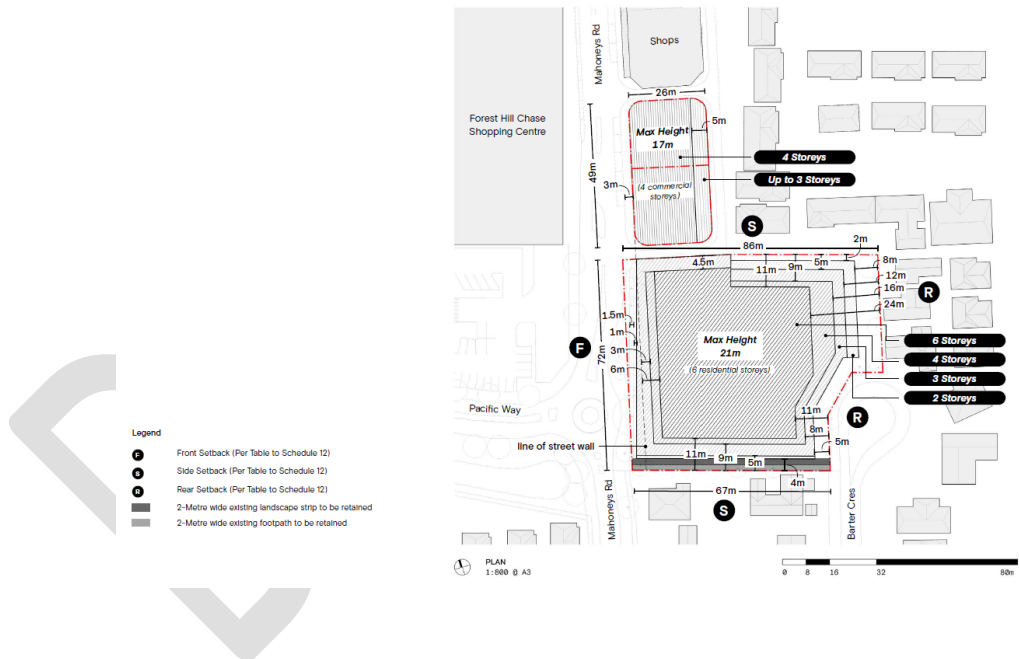 Mahoneys Rd
Shops
26m
Forest Hill Chase
Shopping Centre
5m
Max Height
17m
4 Storeys
49m
Up to 3 Storeys
3m
(4 commercial
storeys)
S
86m
2m
4.5m
11m
9m
5m
8m
12m
16m
R
24m
1.5m
1m
F
72m
3m
6m
Max Height
21m
(6 residential storeys)
6 Storeys
4 Storeys
3 Storeys
2 Storeys
Pacific Way
11m
R
8m
line of street wall
5m
11m
9m
5m
4m
67m
S
Mahoneys Rd
Barter Cres
Legend
F Front Setback (Per Table to Schedule 12)
S Side Setback (Per Table to Schedule 12)
R Rear Setback (Per Table to Schedule 12)
2-Metre wide existing landscape strip to be retained
2-Metre wide existing footpath to be retained
PLAN
1:800 @ A3
0 8 16 32 80m